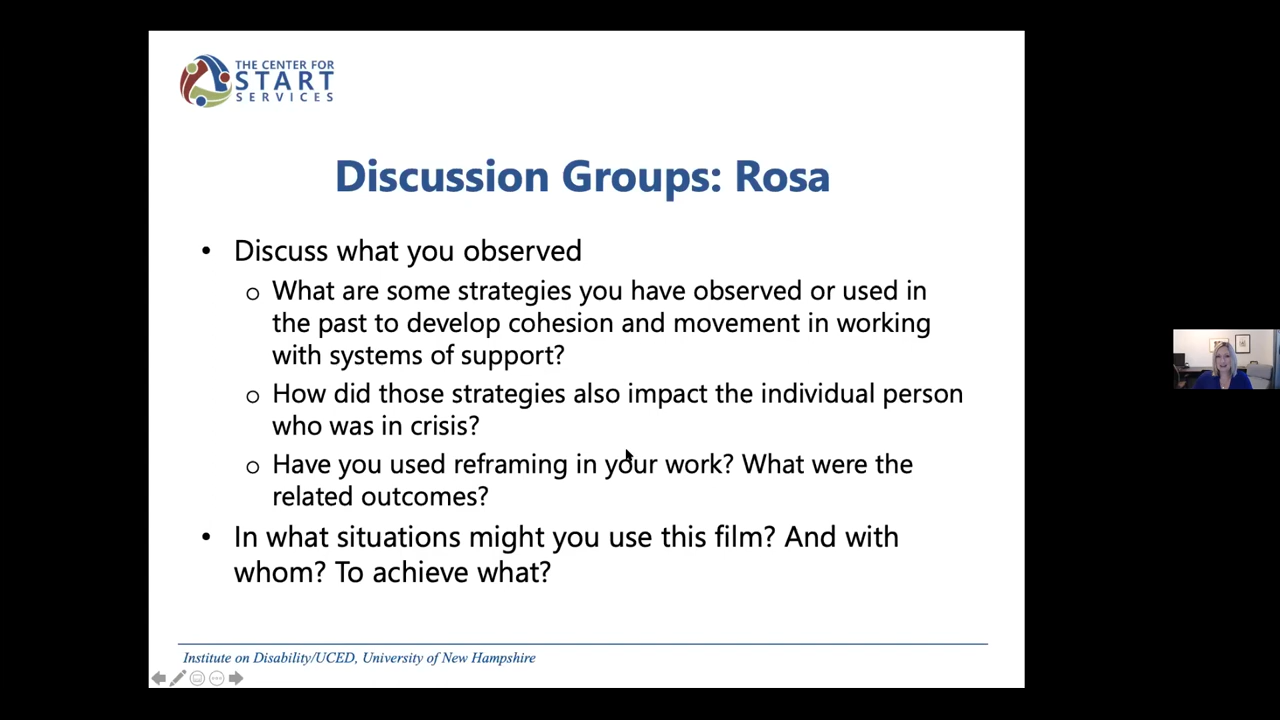 THE CENTER FOR
START
SERVICES
Discussion Groups: Rosa
• Discuss what you observed
o What are some strategies you have observed or used in
the past to develop cohesion and movement in working
with systems of support?
o How did those strategies also impact the individual person
who was in crisis?
o Have you used reframing in your work? What were the
related outcomes?
• In what situations might you use this film? And with
whom? To achieve what?
Institute on Disability/UCED, University of New Hampshire